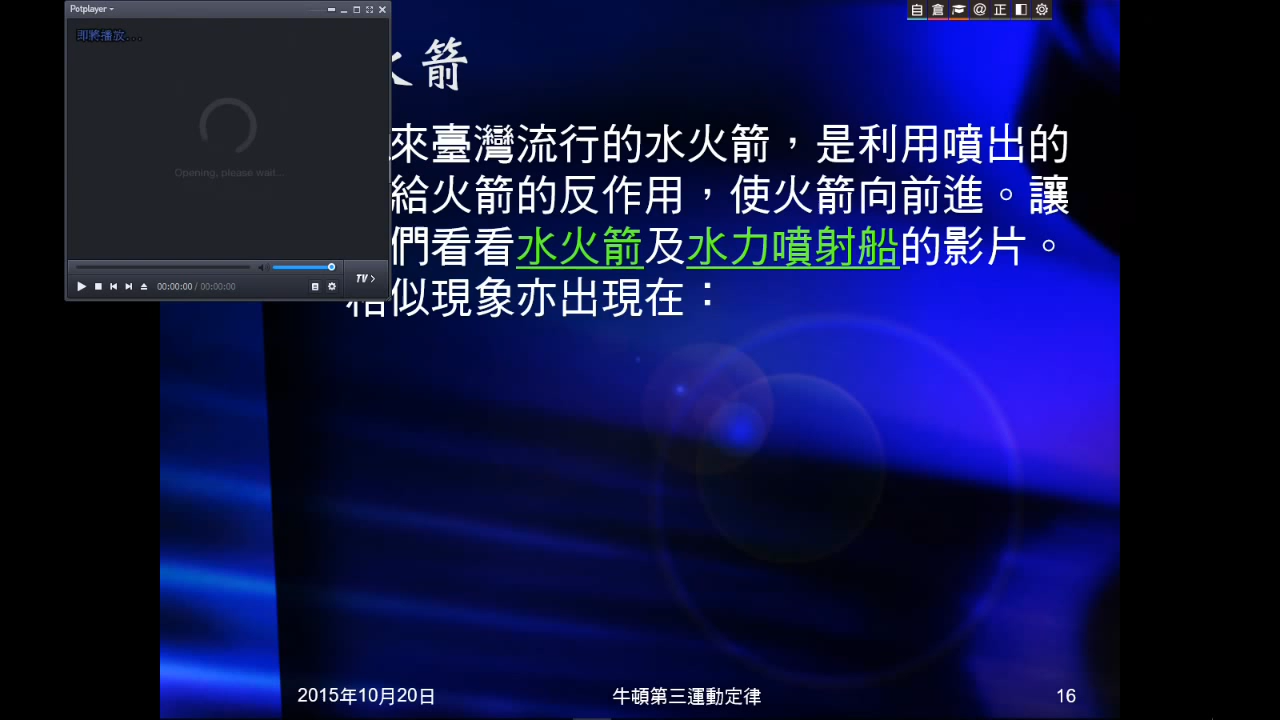 Potplayer
自 倉 @ 正
即將播放...
火箭
來臺灣流行的水火箭，是利用噴出的
給火箭的反作用，使火箭向前進。讓
們看看水火箭及水力噴射船的影片。
相似現象亦出現在：
Opening, please wait...
TV
00:00:00 / 00:00:00
2015年10月20日
牛頓第三運動定律
16